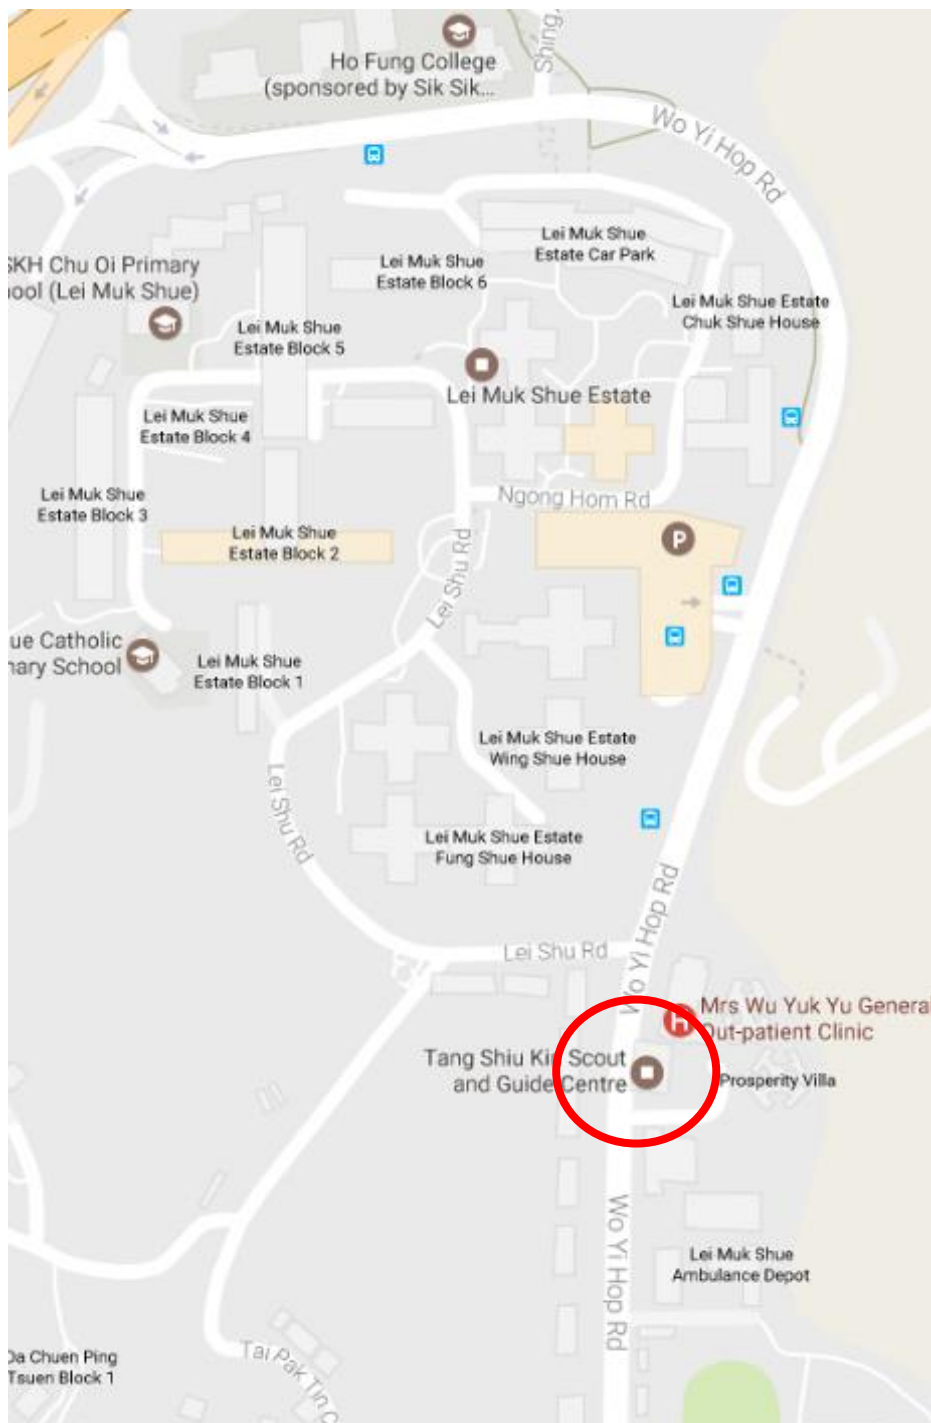 Ho Fung College
(sponsored by Sik Sik...
Shing
Wo Yi Hop Rd
Lei Muk Shue
Estate Car Park
Lei Muk Shue
Estate Block 6
SKH Chu Oi Primary
ool (Lei Muk Shue)
Lei Muk Shue Estate
Chuk Shue House
Lei Muk Shue
Estate Block 5
Lei Muk Shue Estate
Lei Muk Shue
Estate Block 4
Ngong Hom Rd
Lei Muk Shue
Estate Block 3
Lei Muk Shue
Estate Block 2
P
Lei Shu Rd
ue Catholic
nary School
Lei Muk Shue
Estate Block 1
Lei Muk Shue Estate
Wing Shue House
Lei Shu Rd
Lei Muk Shue Estate
Fung Shue House
Wo Yi Hop Rd
Lei Shu Rd
H
Mrs Wu Yuk Yu General
Out-patient Clinic
Tang Shiu Kin Scout
and Guide Centre
Prosperity Villa
Wo Yi Hop Rd
Lei Muk Shue
Ambulance Depot
Oa Chuen Ping
Tsuen Block 1
Tai Pak Tin